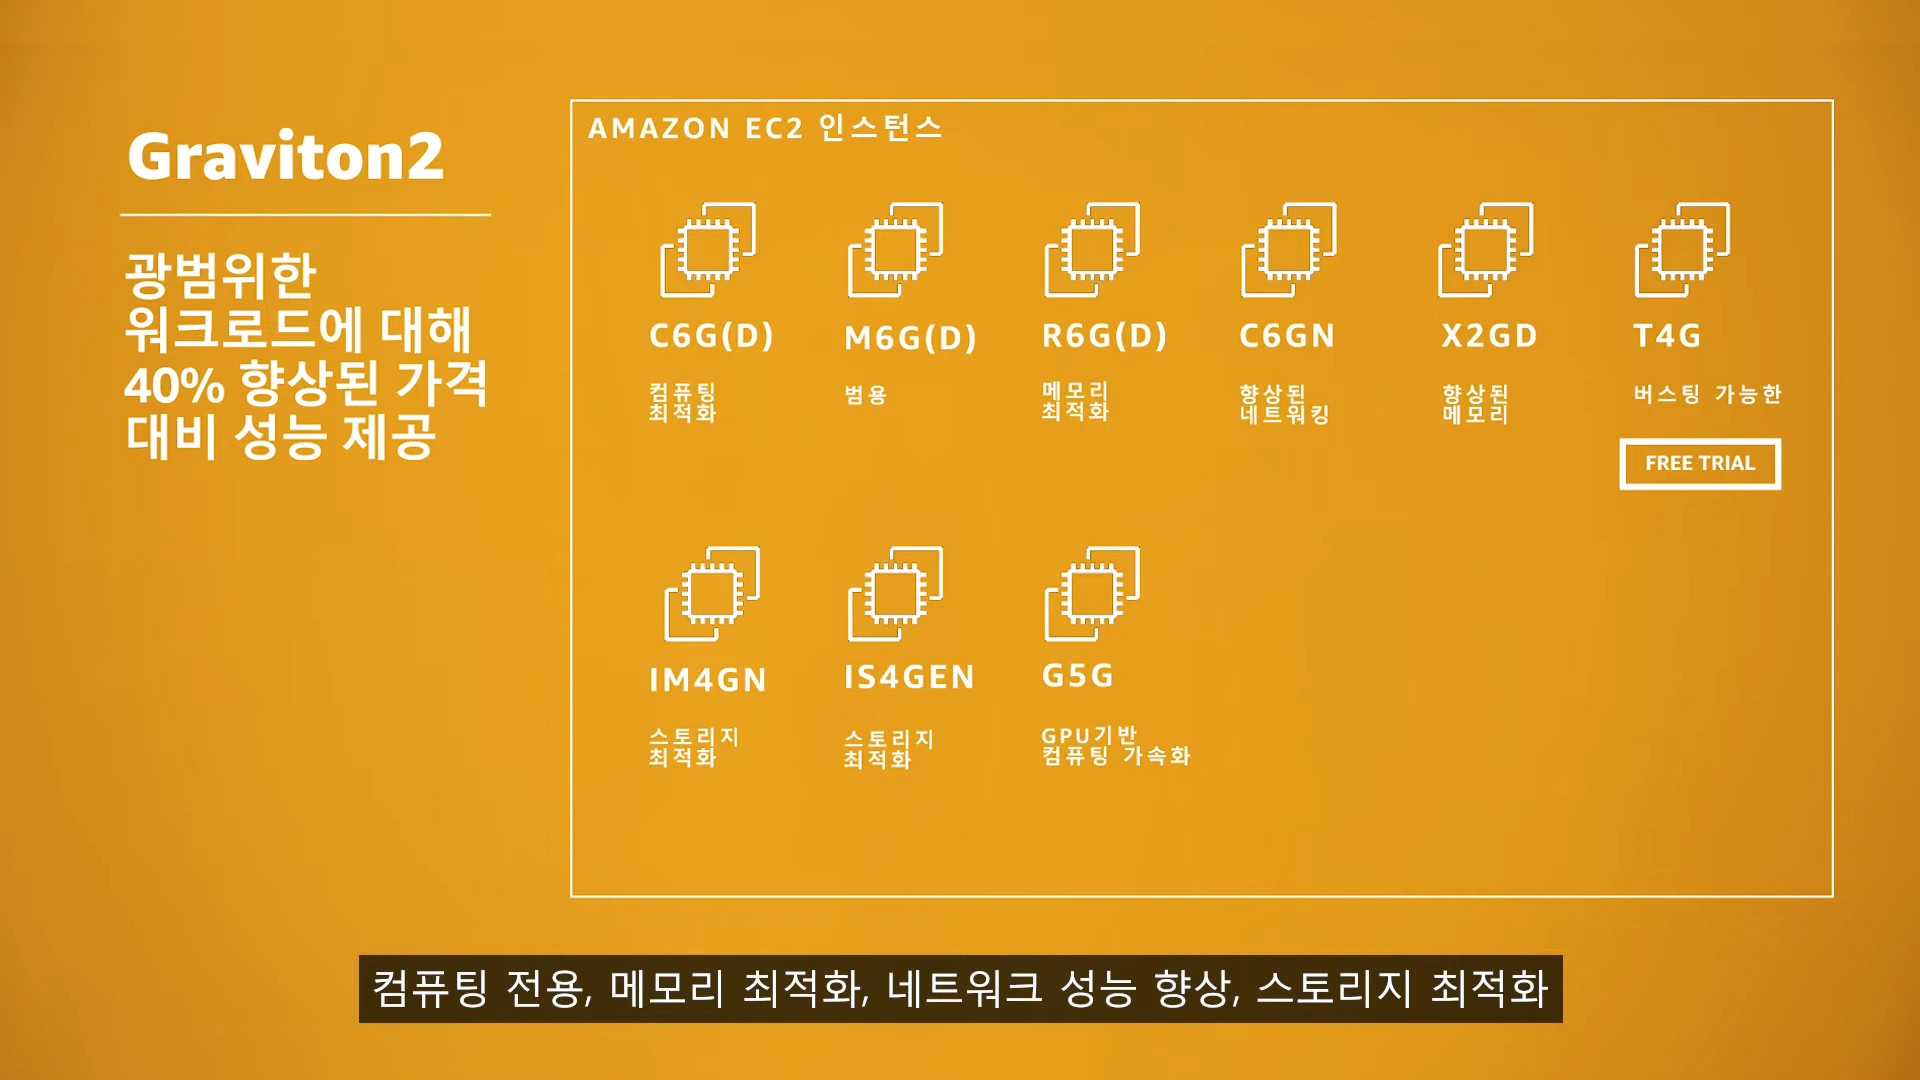 Graviton2
광범위한
워크로드에 대해
40% 향상된 가격
대비 성능 제공
AMAZON EC2 인스턴스
C6G(D)
컴퓨팅
최적화
M6G(D)
범용
R6G(D)
메모리
최적화
C6GN
향상된
네트워킹
X2GD
향상된
메모리
T4G
버스팅 가능한
FREE TRIAL
IM4GN
스토리지
최적화
IS4GEN
스토리지
최적화
G5G
GPU기반
컴퓨팅 가속화
컴퓨팅 전용, 메모리 최적화, 네트워크 성능 향상, 스토리지 최적화